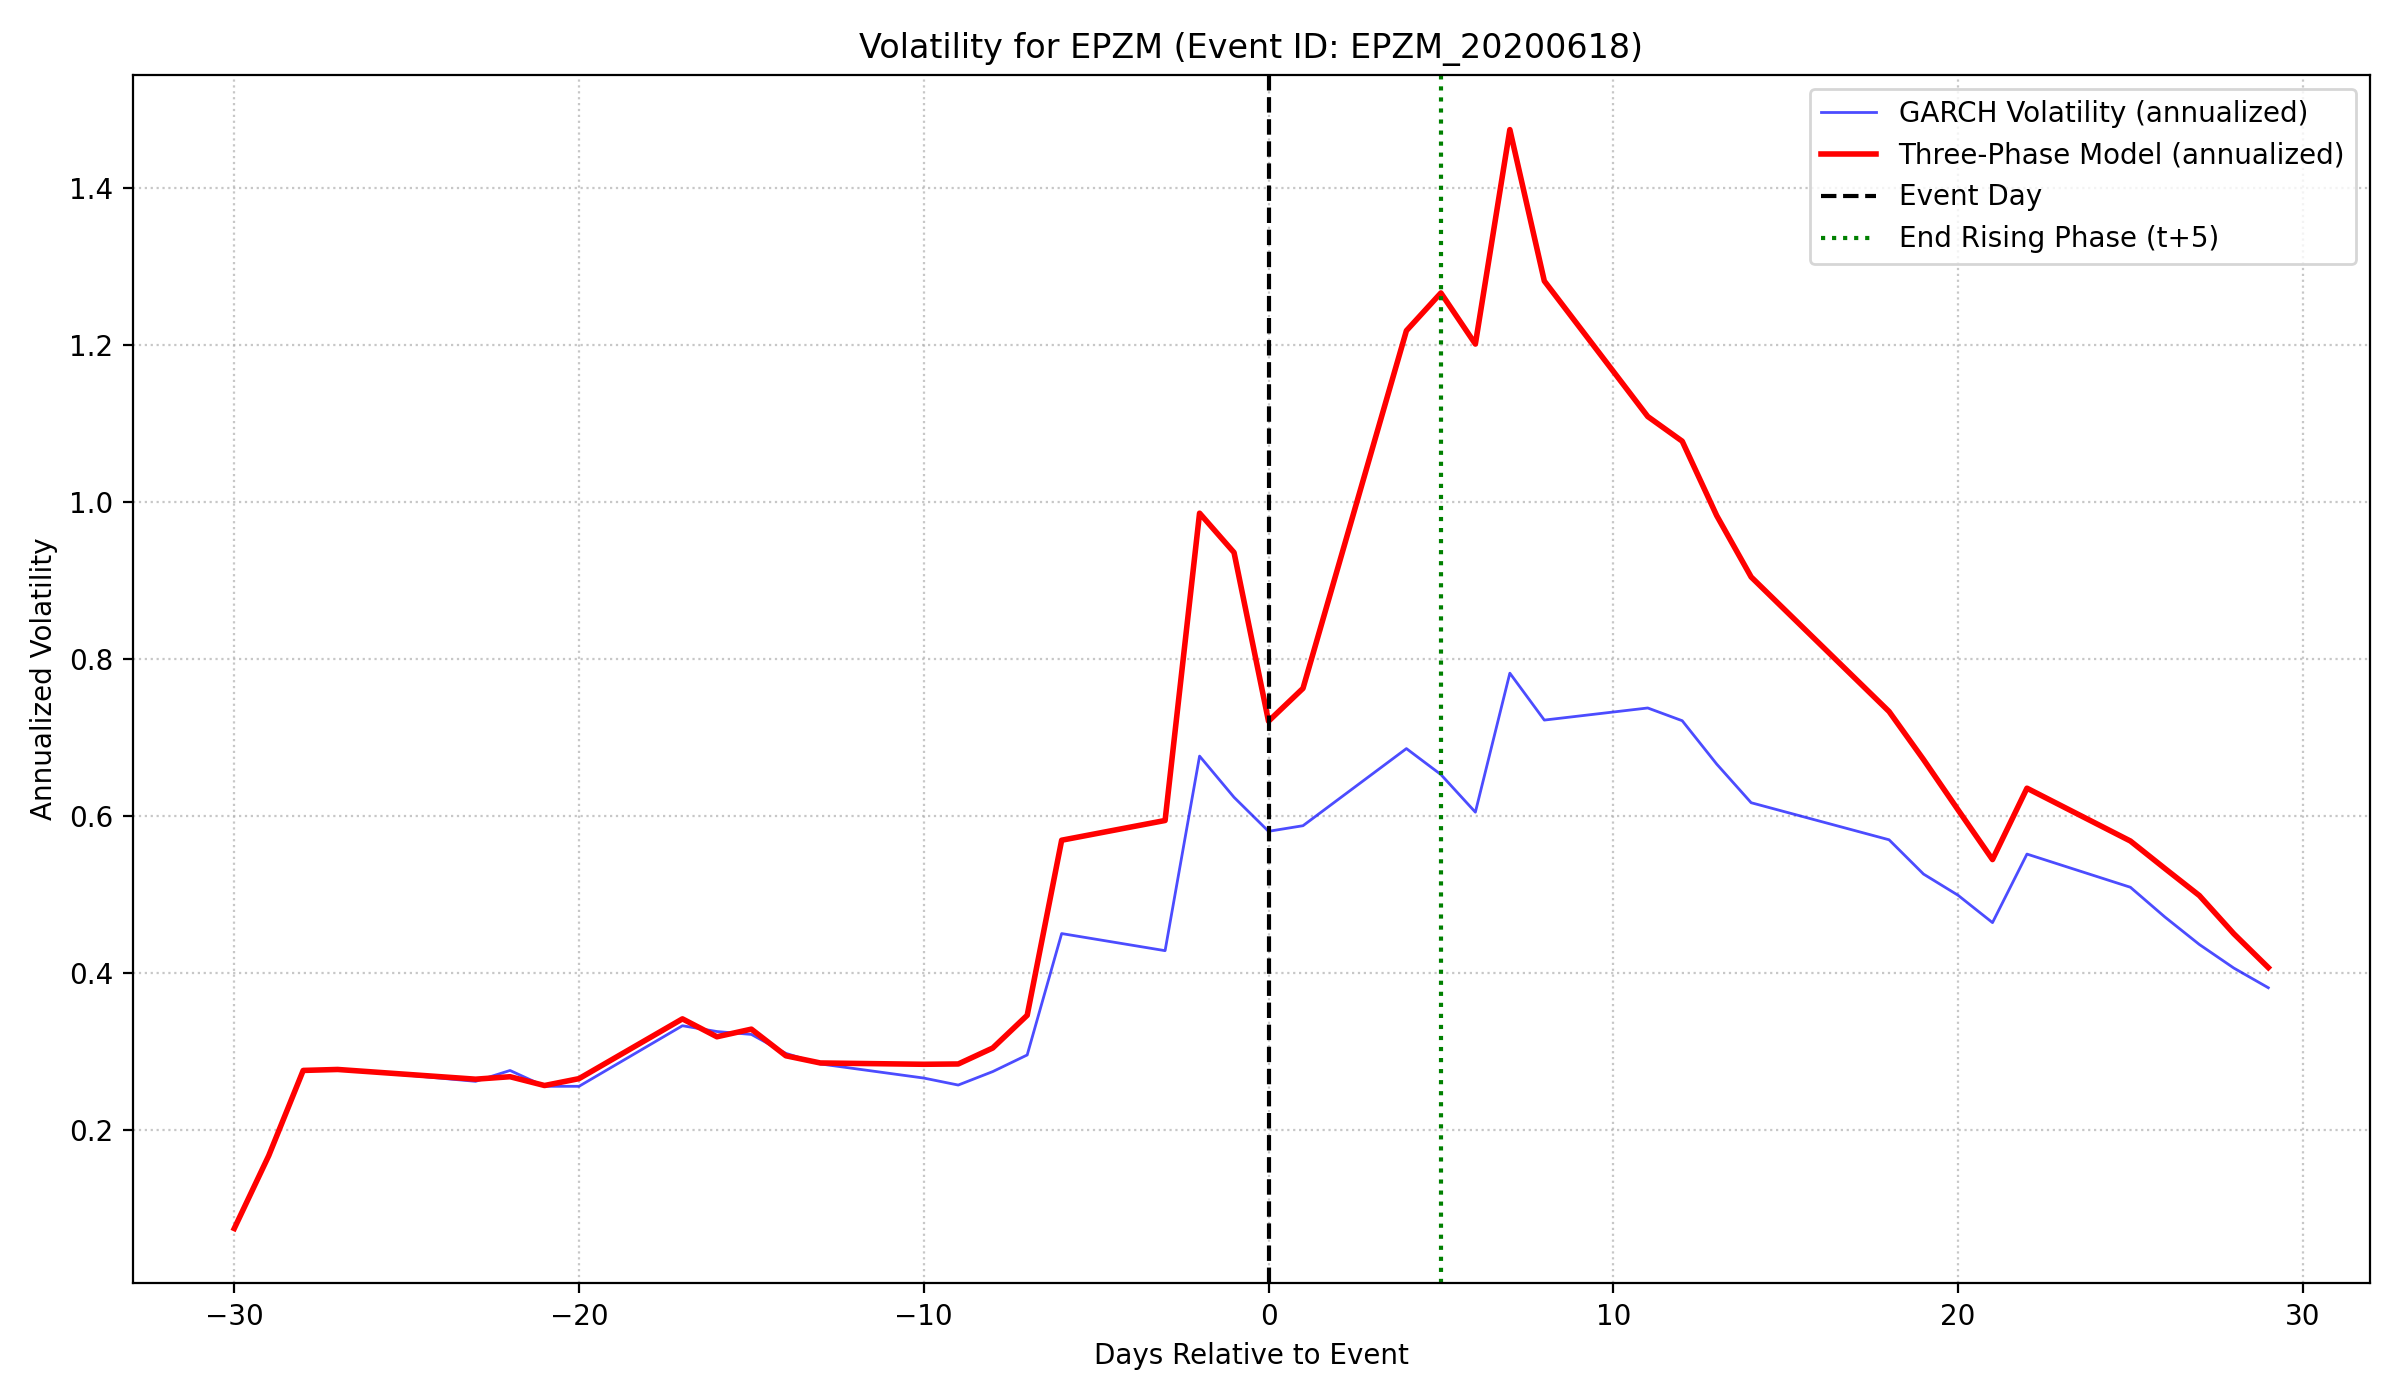 Volatility for EPZM (Event ID: EPZM_20200618)
GARCH Volatility (annualized)
Three-Phase Model (annualized)
Event Day
End Rising Phase (t+5)
Annualized Volatility
1.4
1.2
1.0
0.8
0.6
0.4
0.2
−30 −20 −10 0 10 20 30
Days Relative to Event